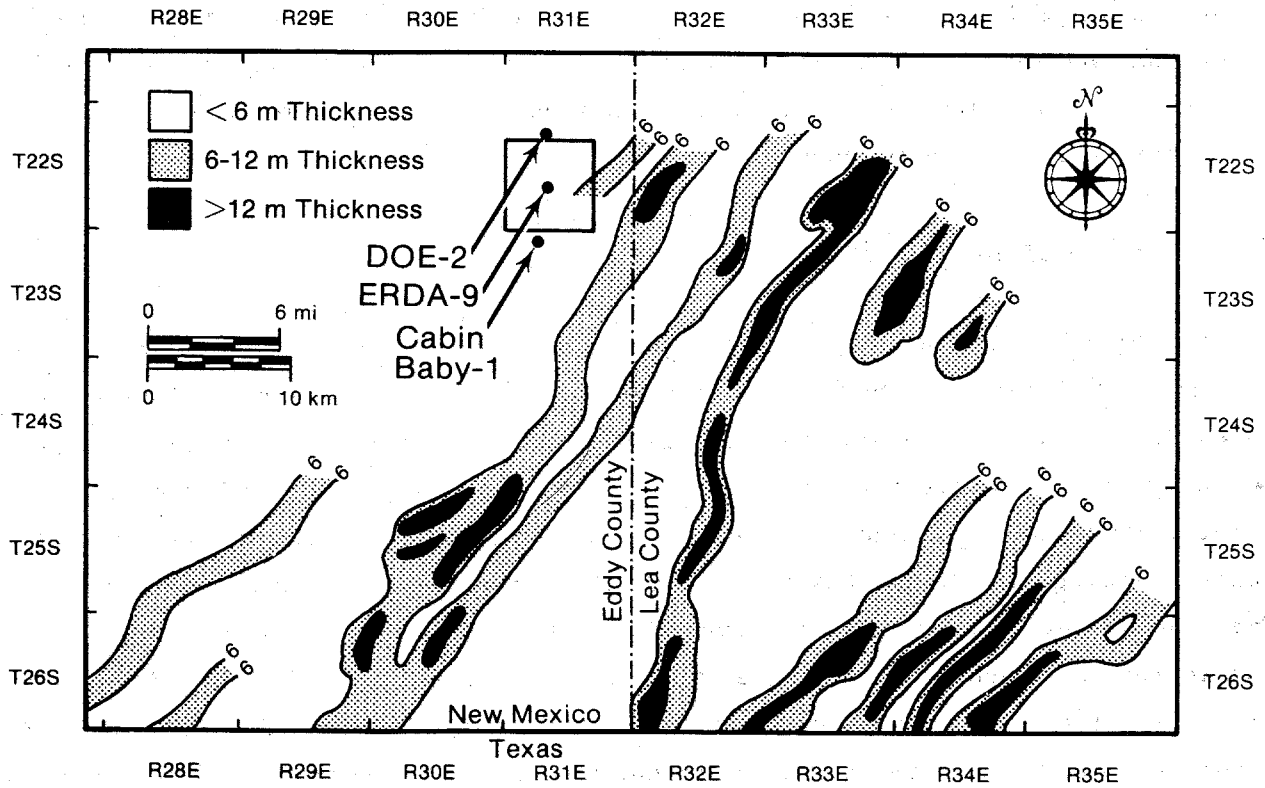 R28E R29E R30E R31E R32E R33E R34E R35E
N
< 6 m Thickness
6-12 m Thickness
>12 m Thickness
T22S
T22S
DOE-2
ERDA-9
Cabin
Baby-1
T23S
T23S
0 6 mi
0 10 km
T24S
T24S
T25S
T25S
T26S
T26S
6 6 6 6 6 6 6 6
6 6 6 6
6 6
6 6 6 6 6 6 6
6 6
Eddy County
Lea County
New Mexico
Texas
R28E R29E R30E R31E R32E R33E R34E R35E